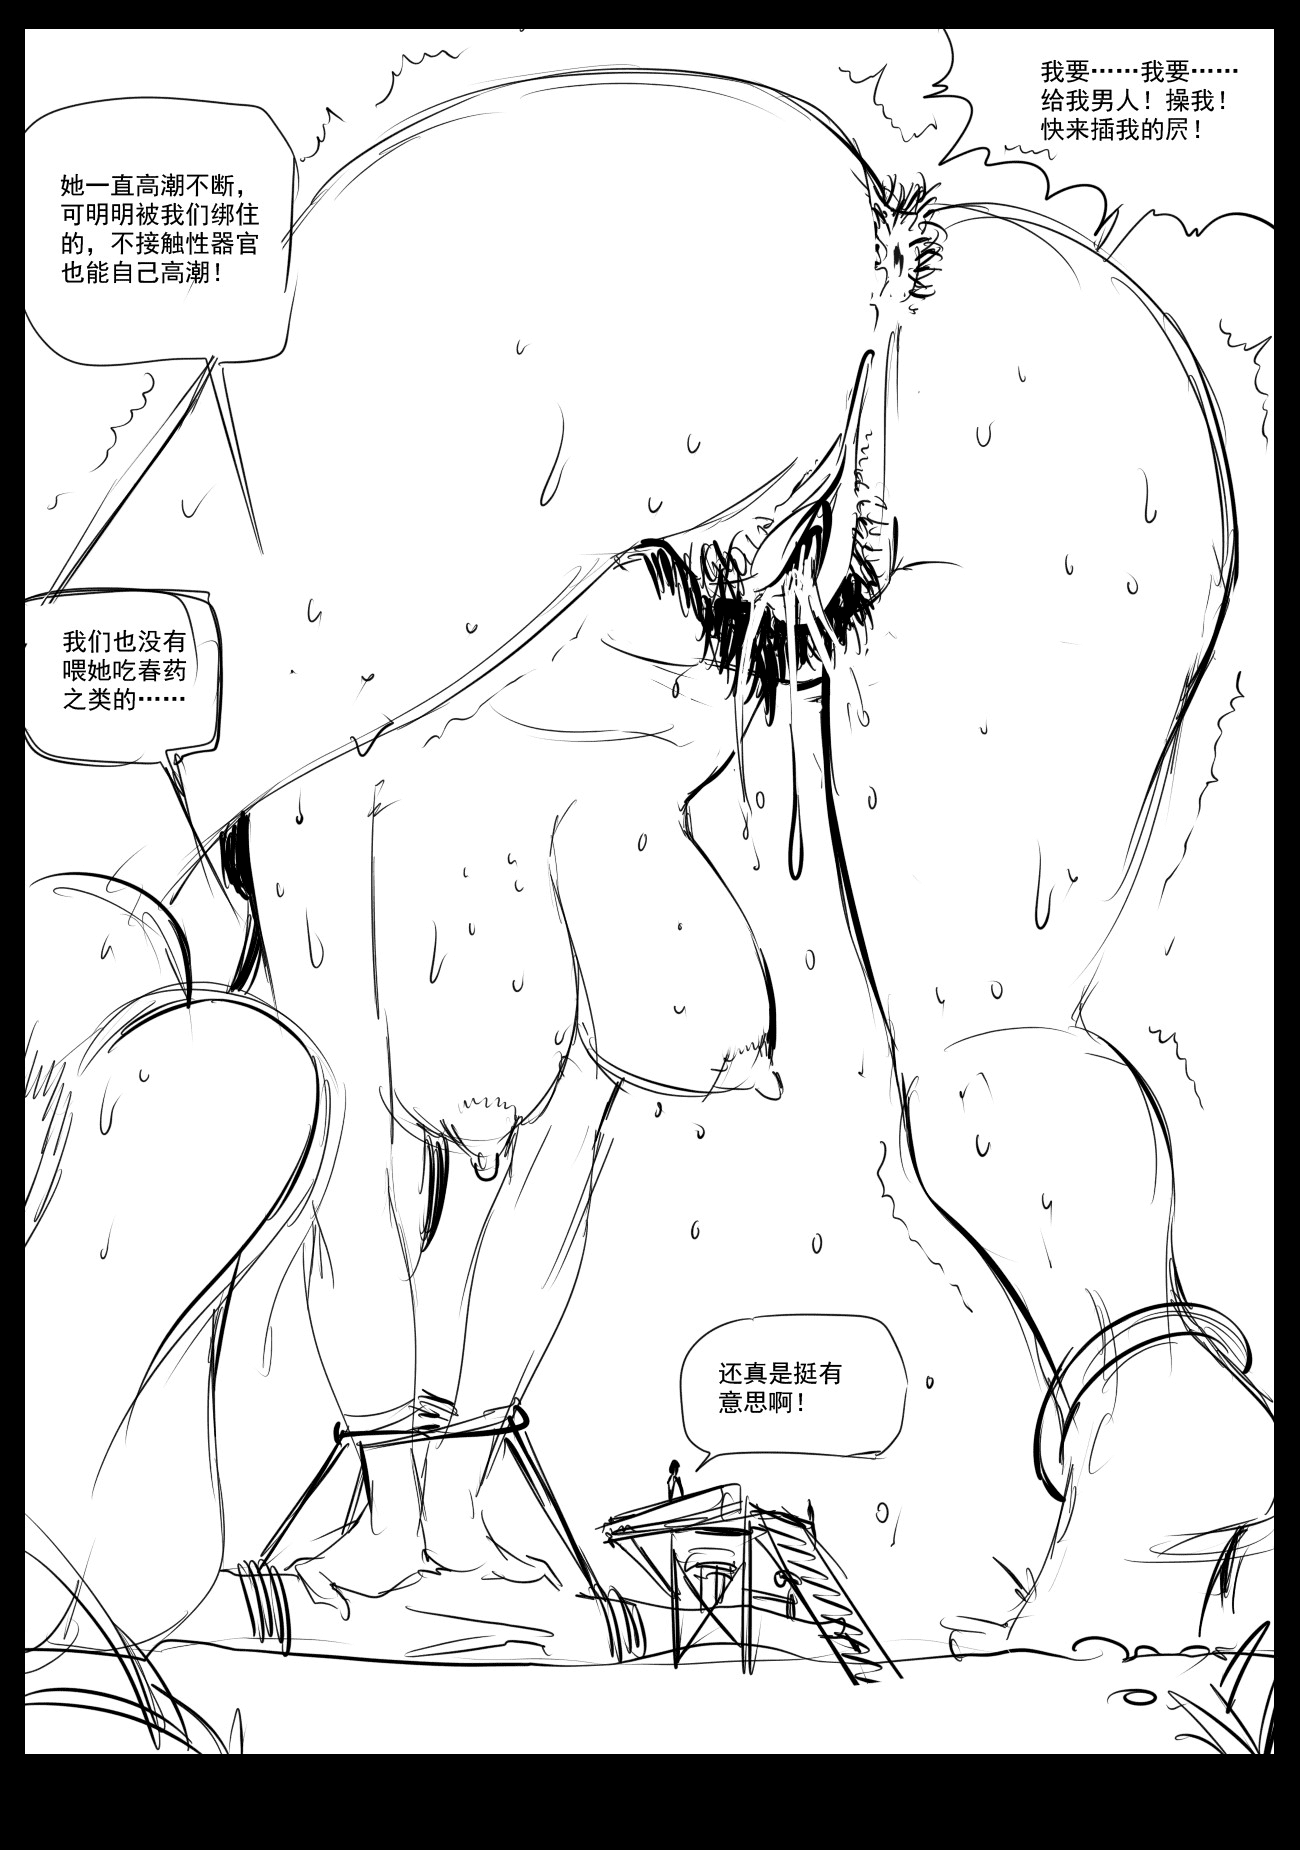 我要……我要……
给我男人！操我！
快来插我的屄！
她一直高潮不断，
可明明被我们绑住
的，不接触性器官
也能自己高潮！
我们也没有
喂她吃春药
之类的……
还真是挺有
意思啊！